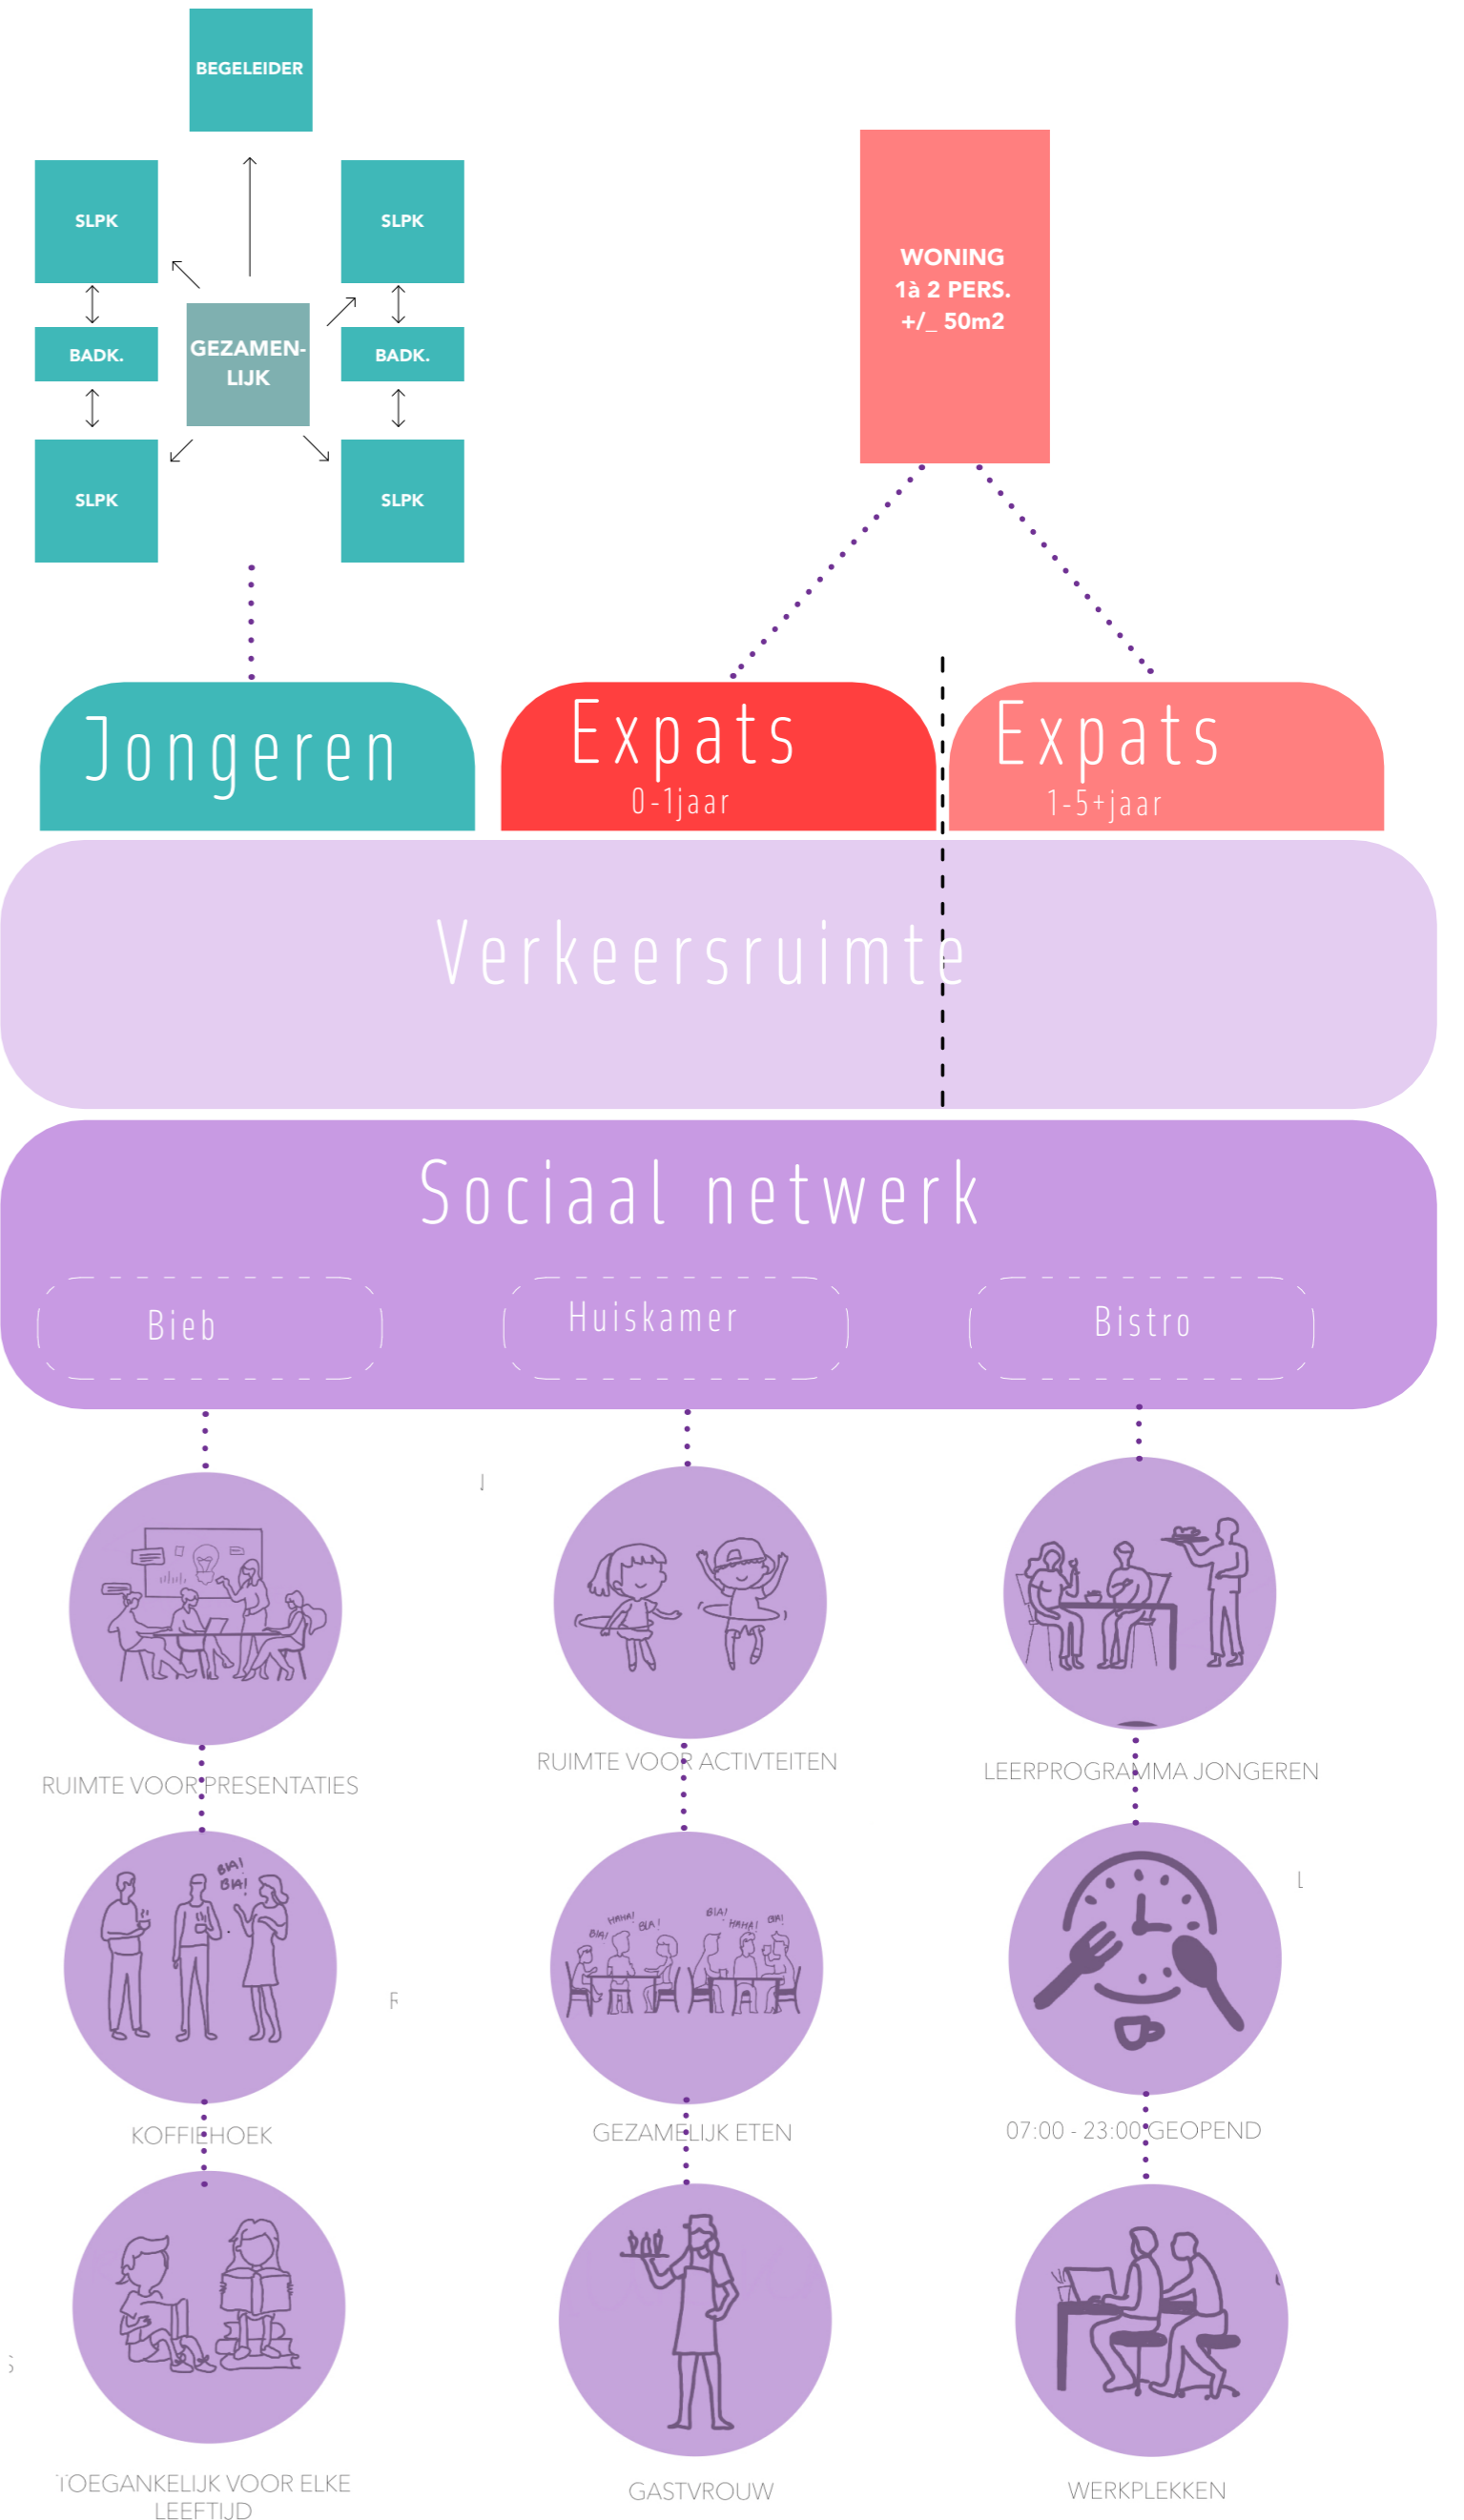 BEGELEIDER
SLPK
SLPK
BADK.
GEZAMEN-
LIJK
BADK.
SLPK
SLPK
WONING
1à 2 PERS.
+/_ 50m2
Jongeren
Expats
0-1jaar
Expats
1-5+jaar
Verkeersruimte
Sociaal netwerk
Bieb
Huiskamer
Bistro
RUIMTE VOOR PRESENTATIES
RUIMTE VOOR ACTIVTEITEN
LEERPROGRAMMA JONGEREN
BlA!
BlA!
HAHA!
BlA!
BLA!
BlA!
HAHA!
BlA!
KOFFIEHOEK
GEZAMELIJK ETEN
07:00 - 23:00 GEOPEND
TOEGANKELIJK VOOR ELKE
LEEFTIJD
GASTVROUW
WERKPLEKKEN